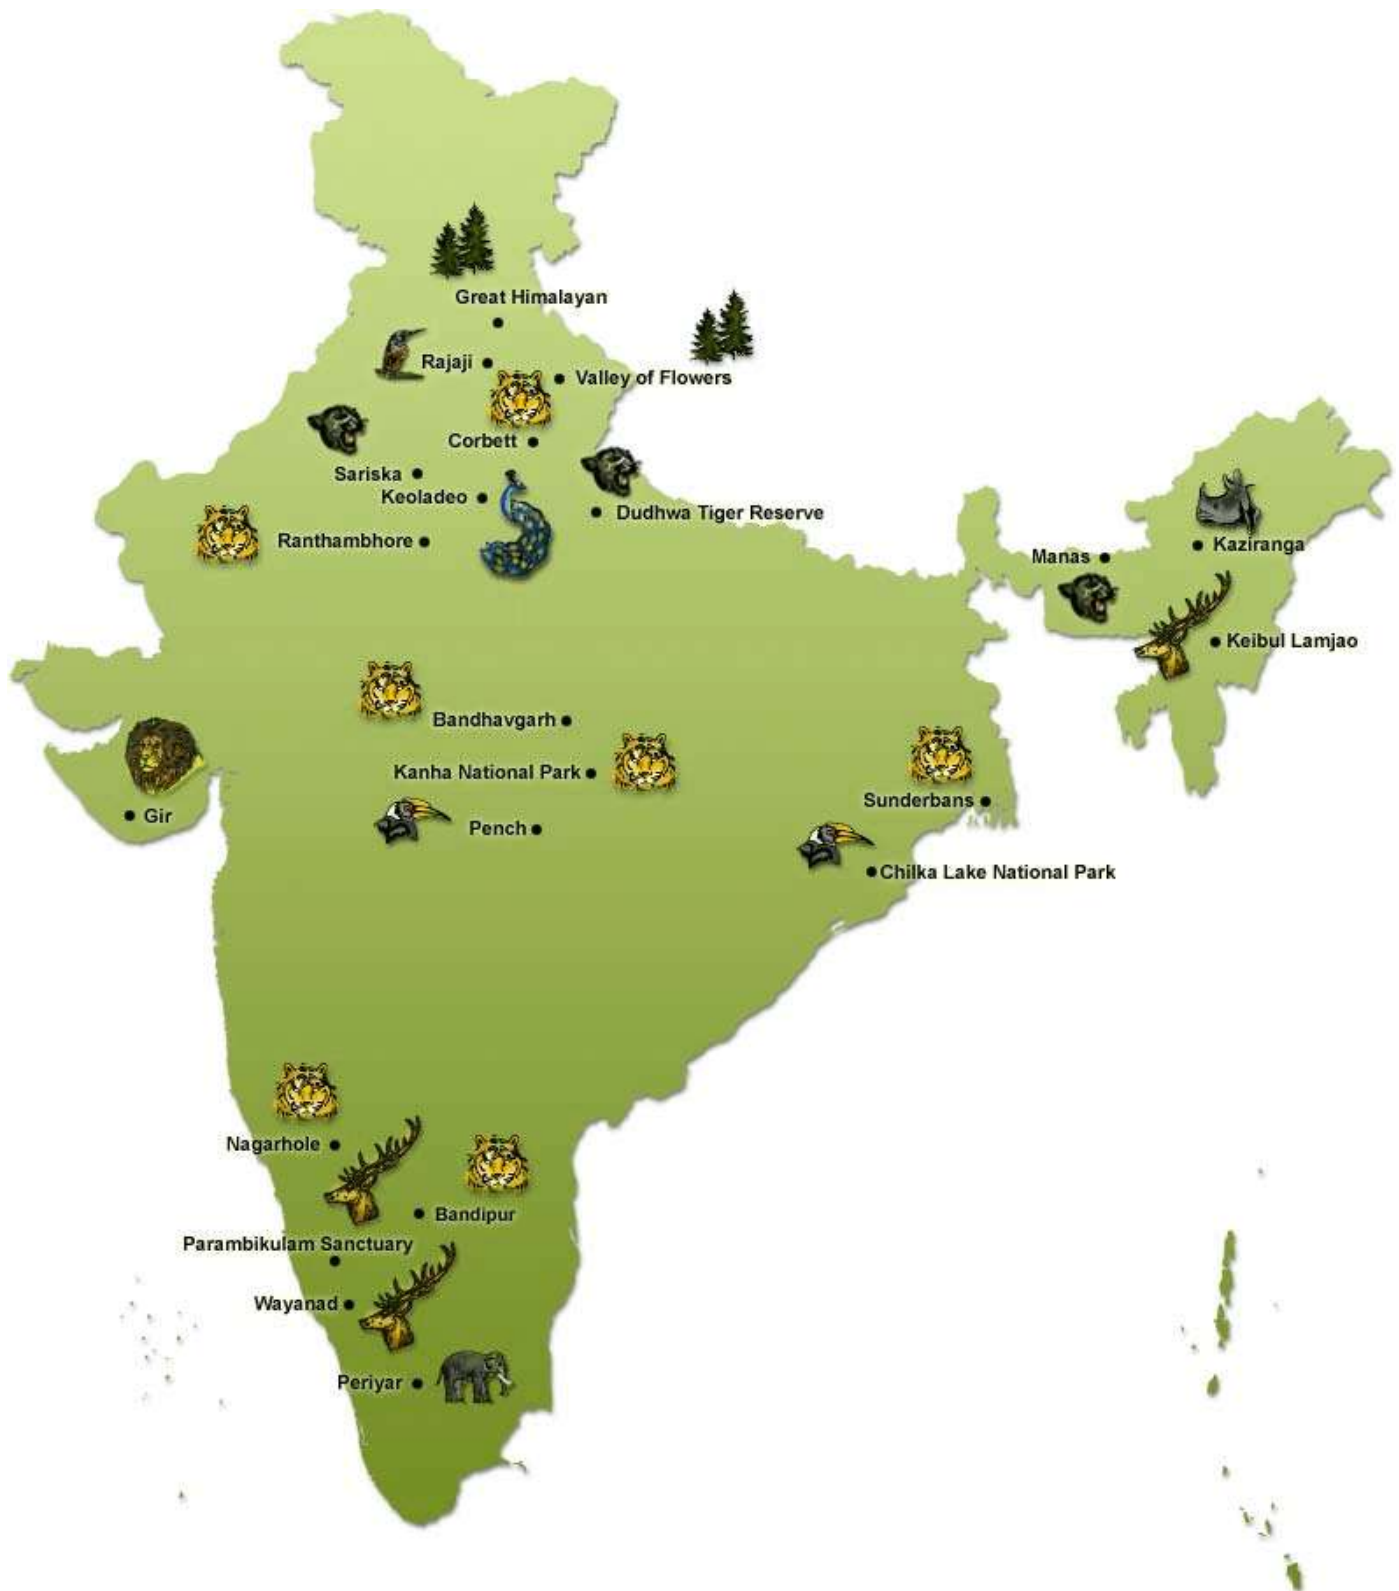 Great Himalayan
Rajaji
Valley of Flowers
Corbett
Sariska
Keoladeo
Dudhwa Tiger Reserve
Ranthambhore
Kaziranga
Manas
Keibul Lamjao
Bandhavgarh
Kanha National Park
Sunderbans
Gir
Pench
Chilka Lake National Park
Nagarhole
Bandipur
Parambikulam Sanctuary
Wayanad
Periyar